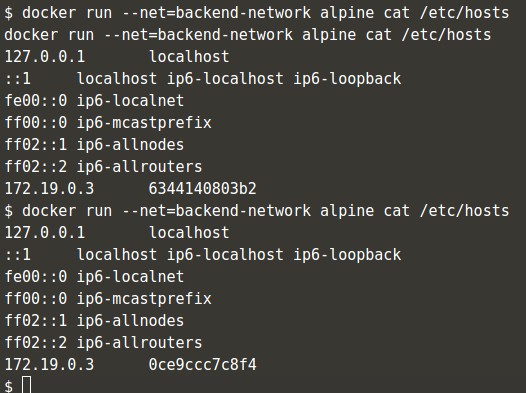 $ docker run --net=backend-network alpine cat /etc/hosts
docker run --net=backend-network alpine cat /etc/hosts
127.0.0.1       localhost
::1     localhost ip6-localhost ip6-loopback
fe00::0 ip6-localnet
ff00::0 ip6-mcastprefix
ff02::1 ip6-allnodes
ff02::2 ip6-allrouters
172.19.0.3      6344140803b2
$ docker run --net=backend-network alpine cat /etc/hosts
127.0.0.1       localhost
::1     localhost ip6-localhost ip6-loopback
fe00::0 ip6-localnet
ff00::0 ip6-mcastprefix
ff02::1 ip6-allnodes
ff02::2 ip6-allrouters
172.19.0.3      0ce9ccc7c8f4
$